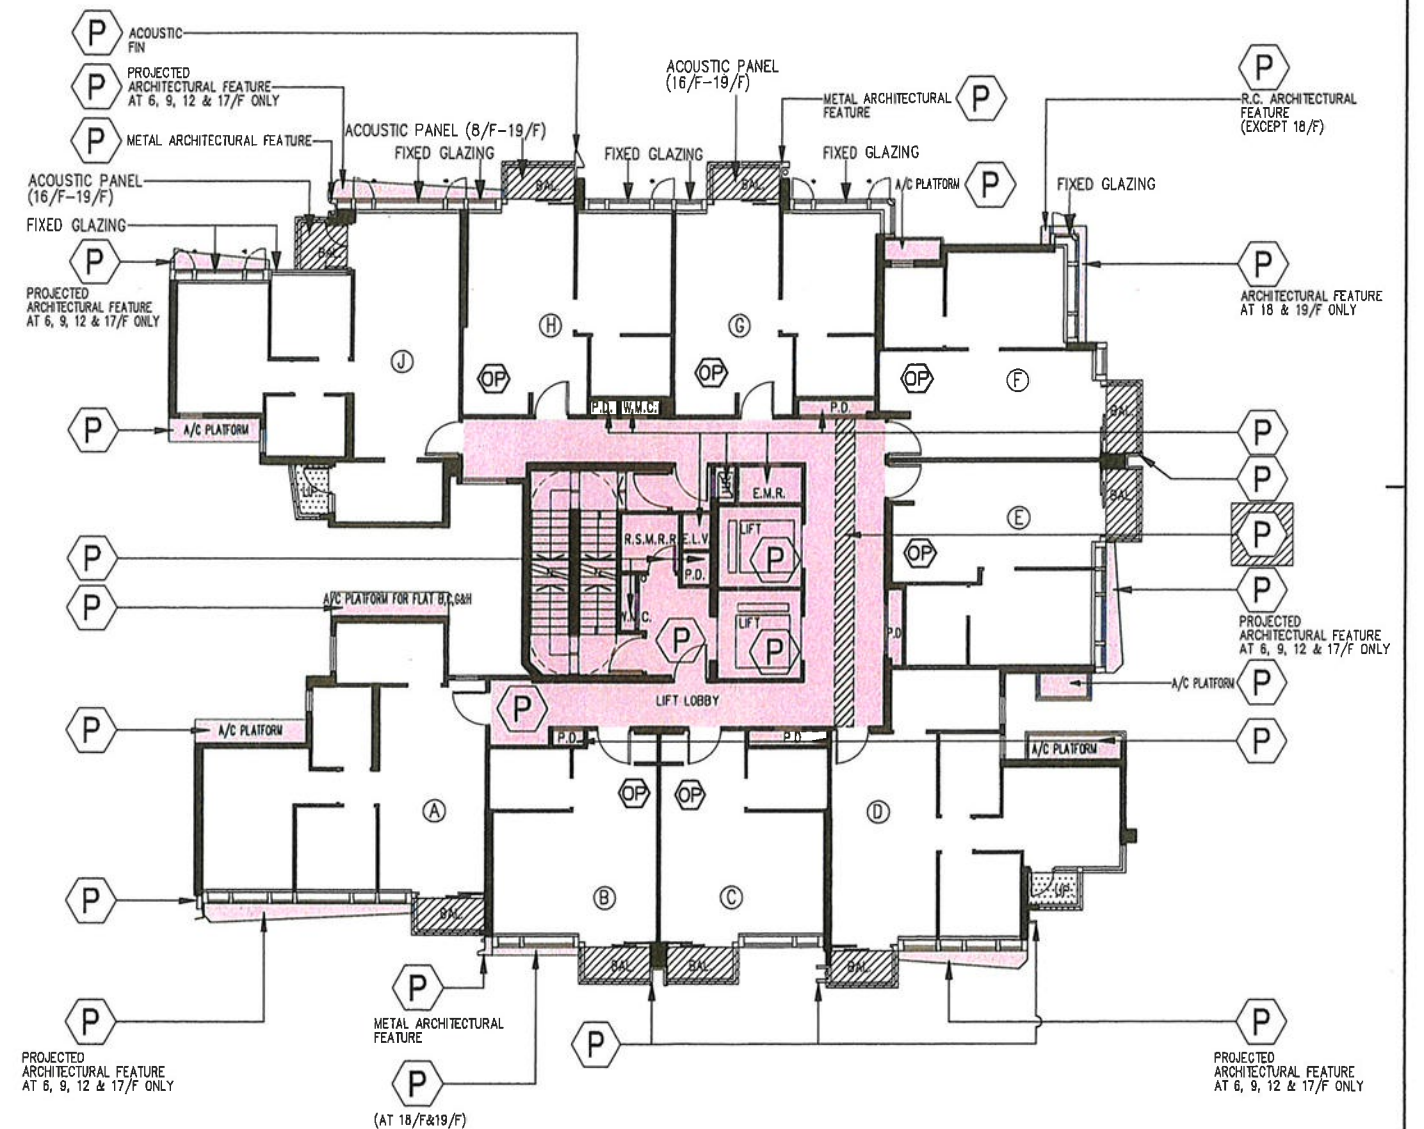 P
ACOUSTIC
FIN
P
PROJECTED
ARCHITECTURAL FEATURE
AT 6, 9, 12 & 17/F ONLY
P
METAL ARCHITECTURAL FEATURE
ACOUSTIC PANEL (8/F-19/F)
FIXED GLAZING
ACOUSTIC PANEL
(16/F-19/F)
FIXED GLAZING
P
PROJECTED
ARCHITECTURAL FEATURE
AT 6, 9, 12 & 17/F ONLY
ACOUSTIC PANEL
(16/F-19/F)
METAL ARCHITECTURAL
FEATURE
P
FIXED GLAZING
FIXED GLAZING
A/C PLATFORM
P
P
R.C. ARCHITECTURAL
FEATURE
(EXCEPT 18/F)
FIXED GLAZING
P
ARCHITECTURAL FEATURE
AT 18 & 19/F ONLY
BAL.
BAL.
BAL.
J
H
G
F
OP
OP
OP
P
A/C PLATFORM
P.D.
W.M.C.
P.D.
BAL.
P
P
U.P.
E.M.R.
BAL.
E
OP
P
R.S.M.R.R.
E.L.V.
P.D.
LIFT
P
P
P
A/C PLATFORM FOR FLAT B,C,G&H
W.M.C.
P
LIFT
P
P.D
P
PROJECTED
ARCHITECTURAL FEATURE
AT 6, 9, 12 & 17/F ONLY
A/C PLATFORM
P
LIFT LOBBY
P
P
A/C PLATFORM
P.D.
P.D.
A/C PLATFORM
P
A
OP
OP
D
B
C
P
BAL.
U.P.
BAL.
BAL.
BAL.
P
METAL ARCHITECTURAL
FEATURE
P
PROJECTED
ARCHITECTURAL FEATURE
AT 6, 9, 12 & 17/F ONLY
P
P
PROJECTED
ARCHITECTURAL FEATURE
AT 6, 9, 12 & 17/F ONLY
P
(AT 18/F&19/F)